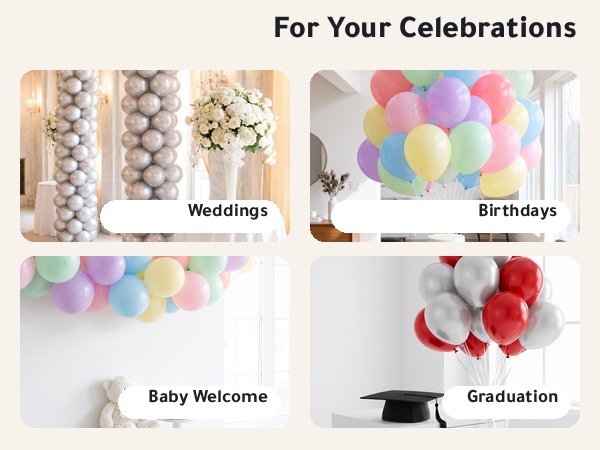 For Your Celebrations
Weddings
Birthdays
Baby Welcome
Graduation